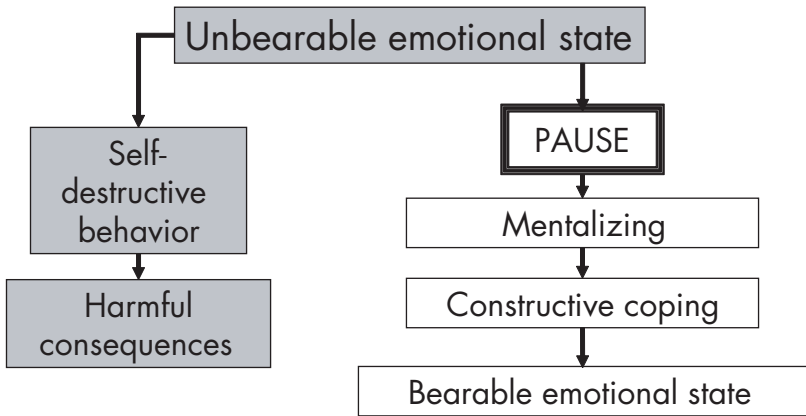 Unbearable emotional state
Self-
destructive
behavior
Harmful
consequences
PAUSE
Mentalizing
Constructive coping
Bearable emotional state